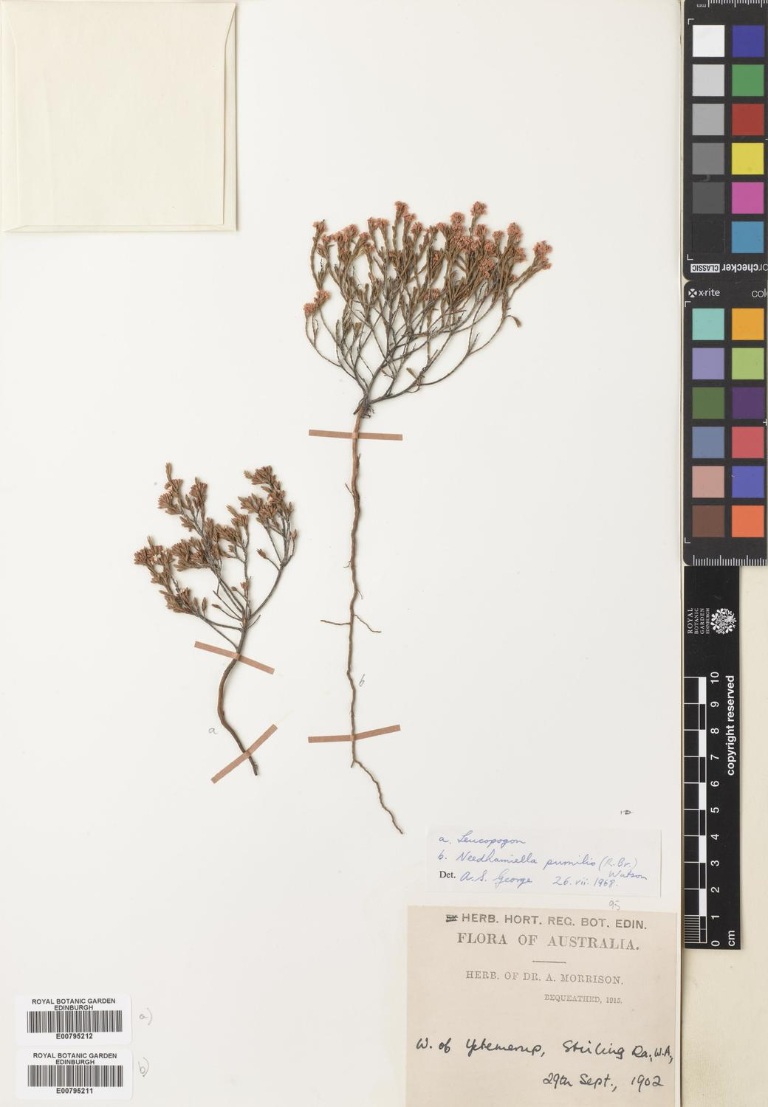 x-rite
colorchecker CLASSIC
ROYAL BOTANIC GARDEN EDINBURGH
0 1 2 3 4 5 6 7 8 9 10
cm
copyright reserved
a
b
a. Leucopogon
b. Needhamiella pumilio (R.Br.)
Watson
Det. A.S. George 26.vii.1968.
95
HERB. HORT. REG. BOT. EDIN.
FLORA OF AUSTRALIA.
HERB. OF DR. A. MORRISON.
BEQUEATHED, 1913.
W. of Yetemerup, Stirling Ra., W.A,
29th Sept., 1902
ROYAL BOTANIC GARDEN
EDINBURGH
E00795212
a)
ROYAL BOTANIC GARDEN
EDINBURGH
E00795211
b)